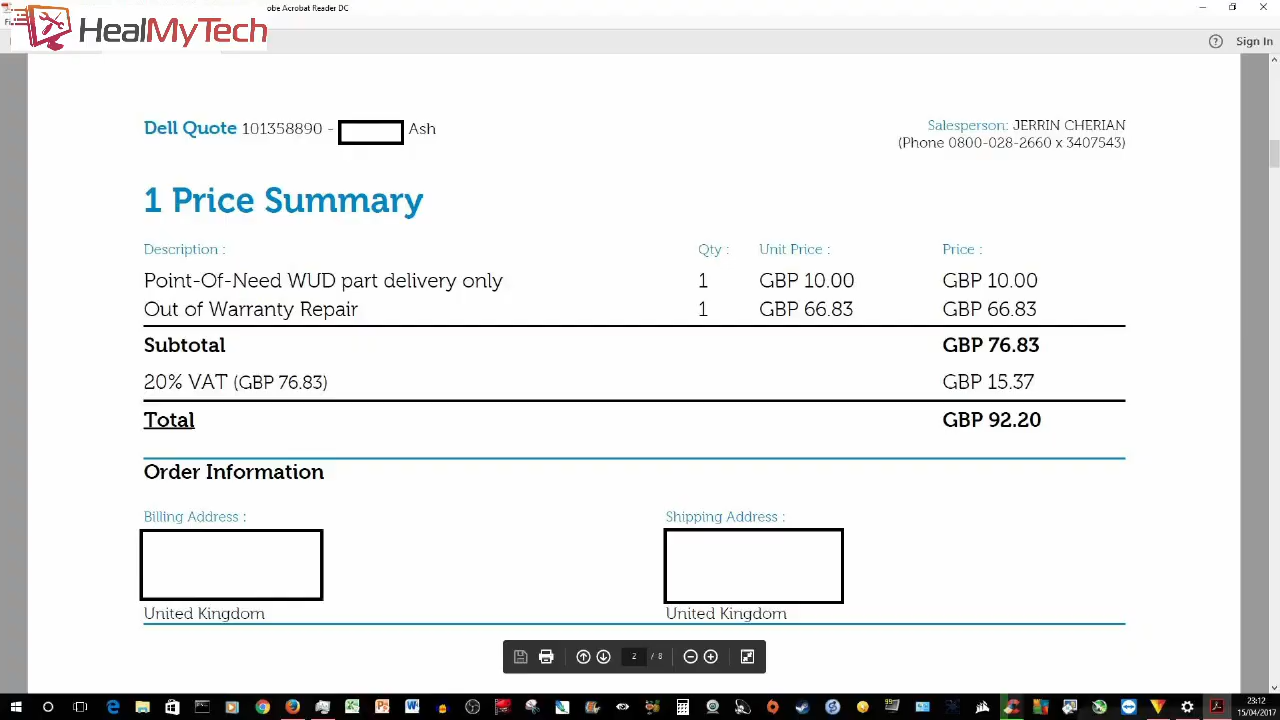 HealMyTech
obe Acrobat Reader DC
Sign In
Dell Quote 101358890 - Ash
Salesperson: JERRIN CHERIAN
(Phone 0800-028-2660 x 3407543)
1 Price Summary
Description : Qty : Unit Price : Price :
Point-Of-Need WUD part delivery only 1 GBP 10.00 GBP 10.00
Out of Warranty Repair 1 GBP 66.83 GBP 66.83
Subtotal GBP 76.83
20% VAT (GBP 76.83) GBP 15.37
Total GBP 92.20
Order Information
Billing Address : Shipping Address :
United Kingdom United Kingdom
2 / 8
23:12
15/04/2017